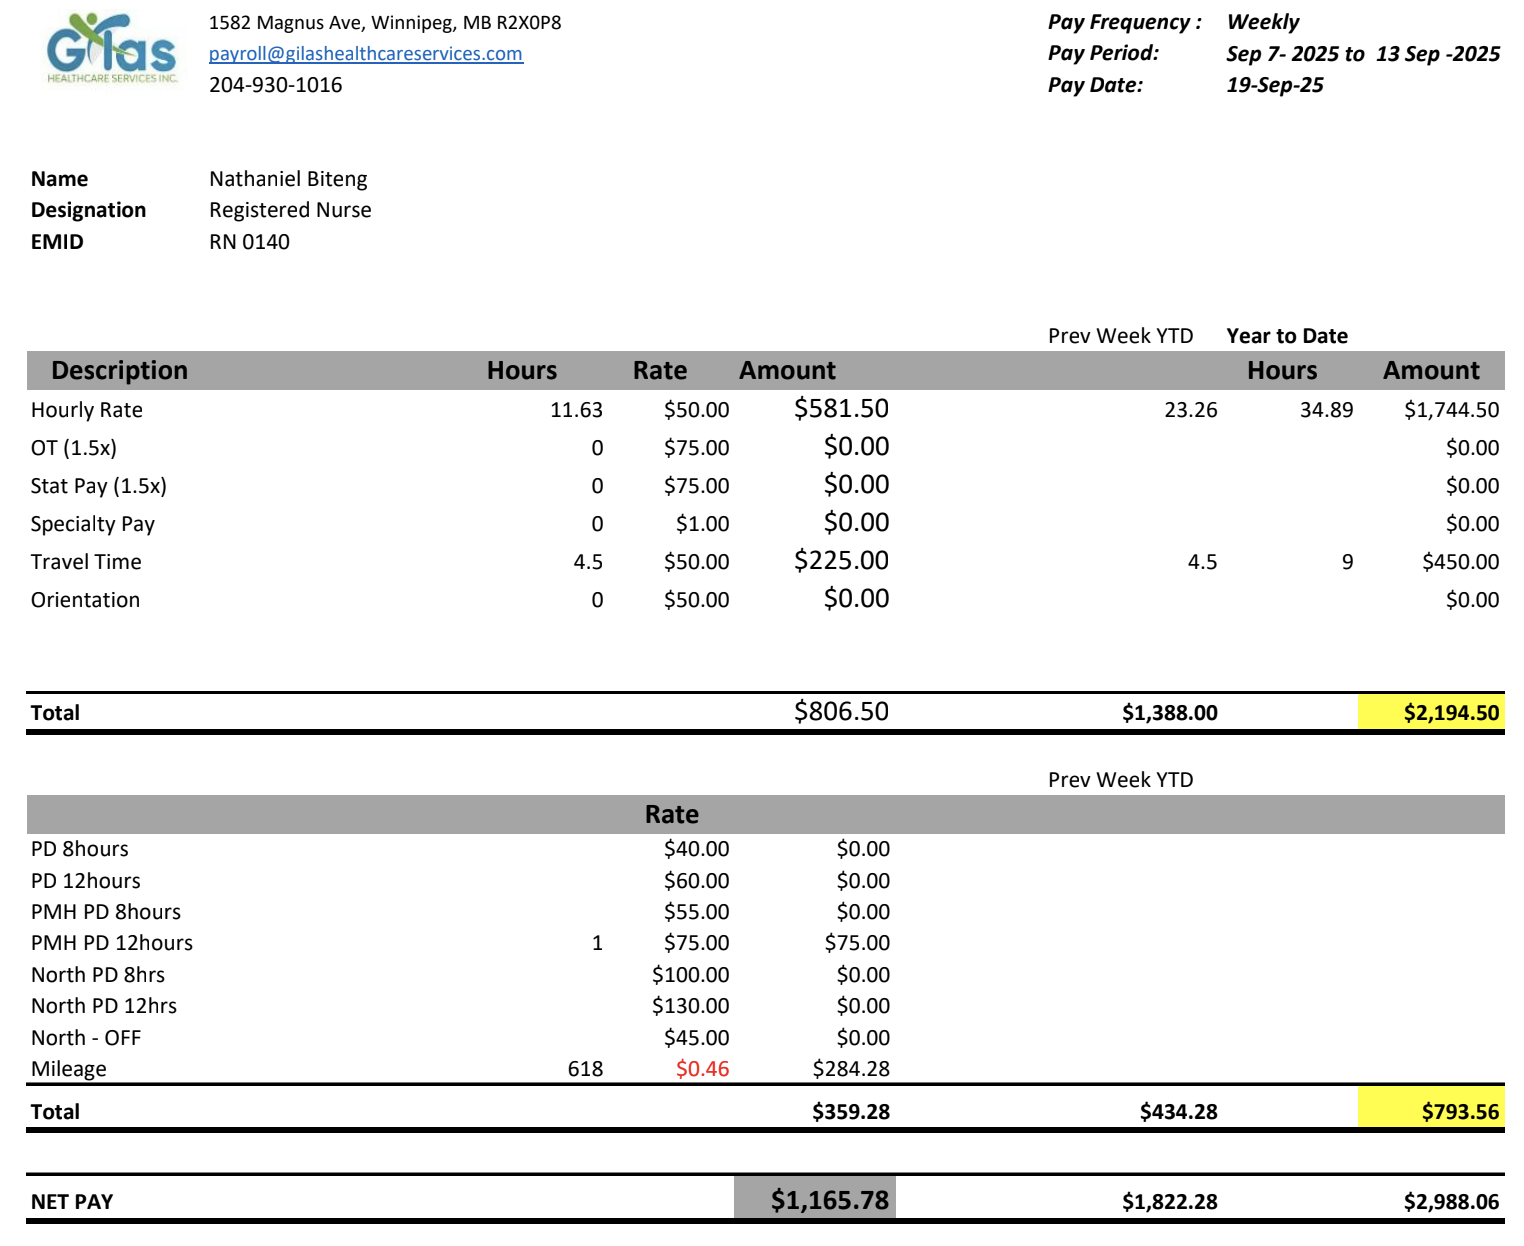 Gilas
HEALTHCARE SERVICES INC.
1582 Magnus Ave, Winnipeg, MB R2X0P8
payroll@gilashealthcareservices.com
204-930-1016
Pay Frequency : Weekly
Pay Period: Sep 7- 2025 to 13 Sep -2025
Pay Date: 19-Sep-25
Name Nathaniel Biteng
Designation Registered Nurse
EMID RN 0140
Prev Week YTD Year to Date
Description Hours Rate Amount Hours Amount
Hourly Rate 11.63 $50.00 $581.50 23.26 34.89 $1,744.50
OT (1.5x) 0 $75.00 $0.00 $0.00
Stat Pay (1.5x) 0 $75.00 $0.00 $0.00
Specialty Pay 0 $1.00 $0.00 $0.00
Travel Time 4.5 $50.00 $225.00 4.5 9 $450.00
Orientation 0 $50.00 $0.00 $0.00
Total $806.50 $1,388.00 $2,194.50
Prev Week YTD
Rate
PD 8hours $40.00 $0.00
PD 12hours $60.00 $0.00
PMH PD 8hours $55.00 $0.00
PMH PD 12hours 1 $75.00 $75.00
North PD 8hrs $100.00 $0.00
North PD 12hrs $130.00 $0.00
North - OFF $45.00 $0.00
Mileage 618 $0.46 $284.28
Total $359.28 $434.28 $793.56
NET PAY $1,165.78 $1,822.28 $2,988.06